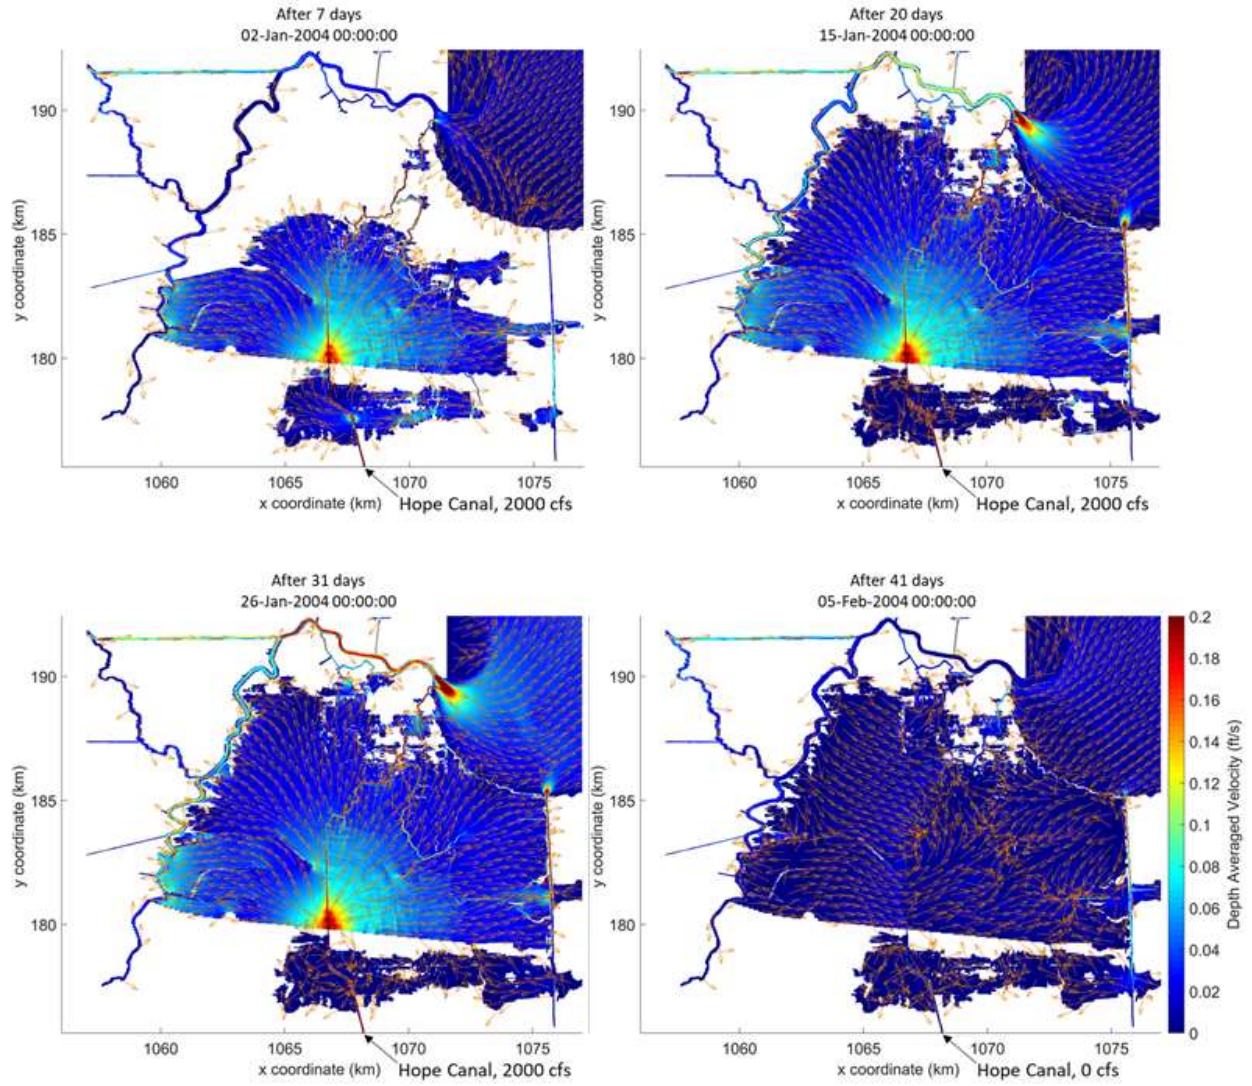 After 7 days
02-Jan-2004 00:00:00
190
185
180
y coordinate (km)
1060
1065
1070
1075
x coordinate (km)
Hope Canal, 2000 cfs
After 20 days
15-Jan-2004 00:00:00
190
185
180
y coordinate (km)
1060
1065
1070
1075
x coordinate (km)
Hope Canal, 2000 cfs
After 31 days
26-Jan-2004 00:00:00
190
185
180
y coordinate (km)
1060
1065
1070
1075
x coordinate (km)
Hope Canal, 2000 cfs
After 41 days
05-Feb-2004 00:00:00
190
185
180
y coordinate (km)
1060
1065
1070
1075
x coordinate (km)
Hope Canal, 0 cfs
0.2
0.18
0.16
0.14
0.12
0.1
0.08
0.06
0.04
0.02
0
Depth Averaged Velocity (ft/s)